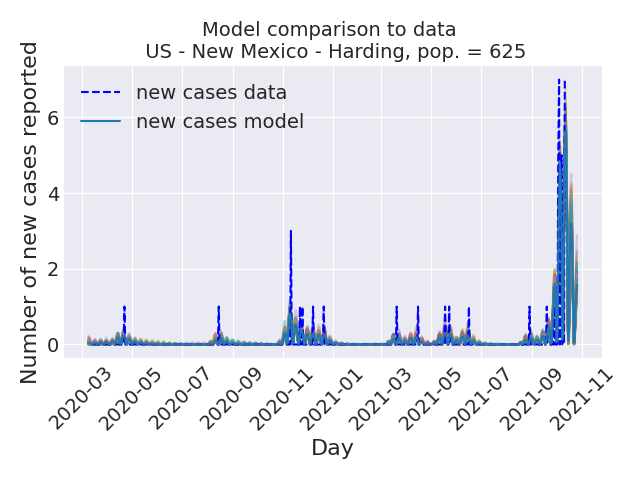 Model comparison to data
US - New Mexico - Harding, pop. = 625
Number of new cases reported
6
4
2
0
new cases data
new cases model
2020-03
2020-05
2020-07
2020-09
2020-11
2021-01
2021-03
2021-05
2021-07
2021-09
2021-11
Day